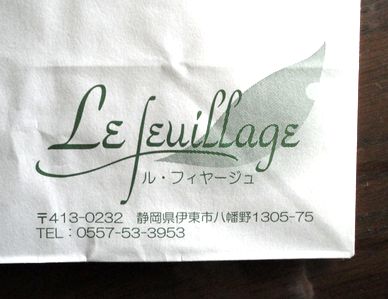 Le feuillage
ル・フィヤージュ
〒413-0232 静岡県伊東市八幡野1305-75
TEL：0557-53-3953